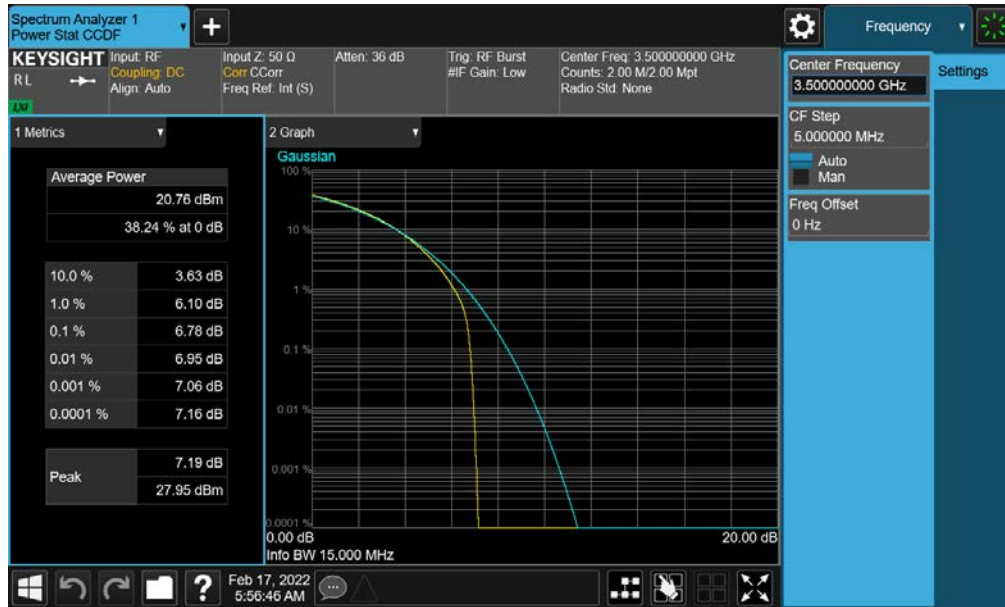 Spectrum Analyzer 1
Power Stat CCDF
+
Frequency
KEYSIGHT
RL
LXI
Input: RF
Coupling: DC
Align: Auto
Input Z: 50 Ω
Corr CCorr
Freq Ref: Int (S)
Atten: 36 dB
Trig: RF Burst
#IF Gain: Low
Center Freq: 3.500000000 GHz
Counts: 2.00 M/2.00 Mpt
Radio Std: None
Center Frequency
3.500000000 GHz
Settings
CF Step
5.000000 MHz
Auto
Man
Freq Offset
0 Hz
1 Metrics
Average Power
20.76 dBm
38.24 % at 0 dB
10.0 % 3.63 dB
1.0 % 6.10 dB
0.1 % 6.78 dB
0.01 % 6.95 dB
0.001 % 7.06 dB
0.0001 % 7.16 dB
Peak
7.19 dB
27.95 dBm
2 Graph
Gaussian
100 %
10 %
1 %
0.1 %
0.01 %
0.001 %
0.0001 %
0.00 dB 20.00 dB
Info BW 15.000 MHz
?
Feb 17, 2022
5:56:46 AM